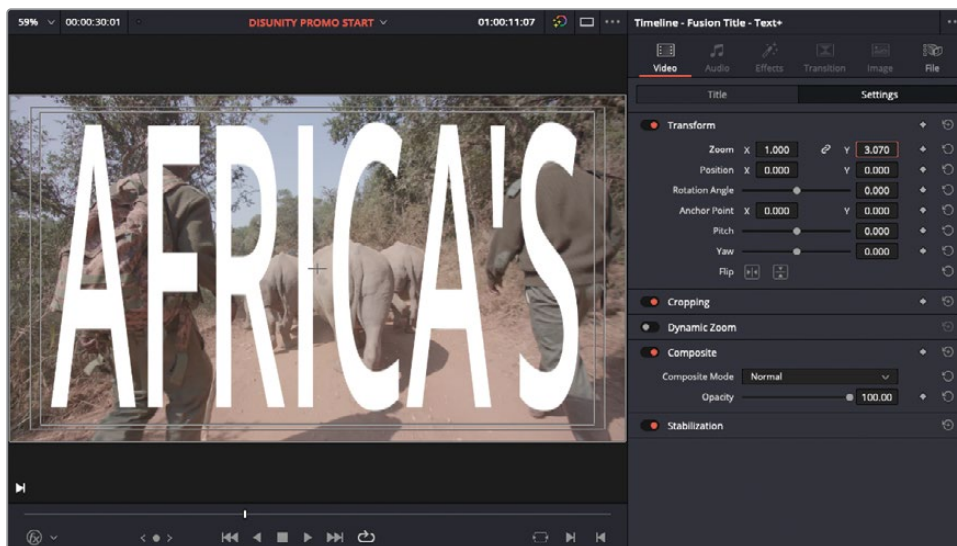 59% 00:00:30:01 DISUNITY PROMO START 01:00:11:07 Timeline - Fusion Title - Text+
Video Audio Effects Transition Image File
Title Settings
Transform
Zoom X 1.000 Y 3.070
Position X 0.000 Y 0.000
Rotation Angle 0.000
Anchor Point X 0.000 Y 0.000
Pitch 0.000
Yaw 0.000
Flip
Cropping
Dynamic Zoom
Composite
Composite Mode Normal
Opacity 100.00
Stabilization
AFRICA'S